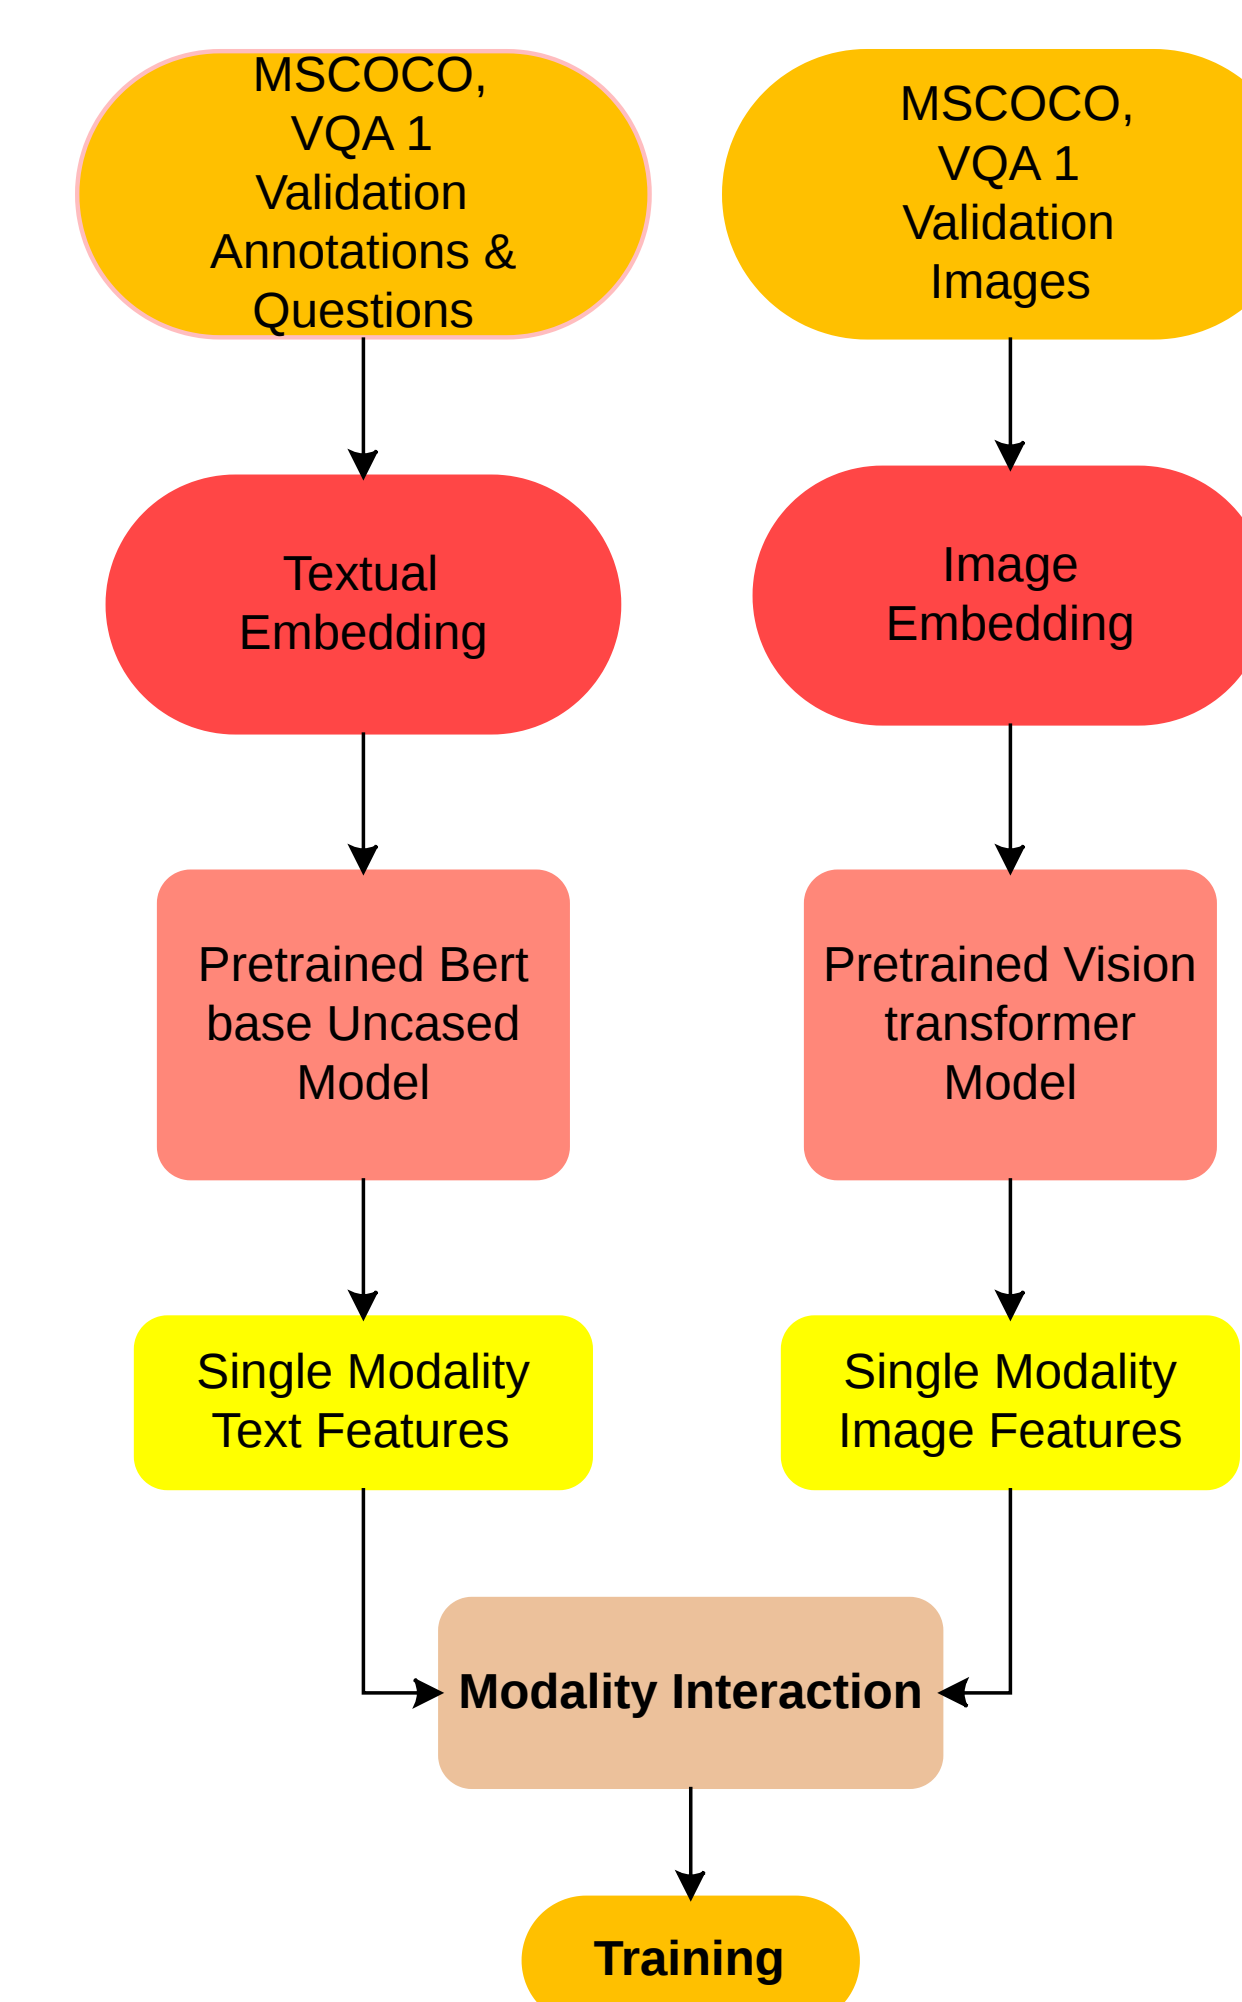 MSCOCO,
VQA 1
Validation
Annotations &
Questions
MSCOCO,
VQA 1
Validation
Images
Textual
Embedding
Image
Embedding
Pretrained Bert
base Uncased
Model
Pretrained Vision
transformer
Model
Single Modality
Text Features
Single Modality
Image Features
Modality Interaction
Training